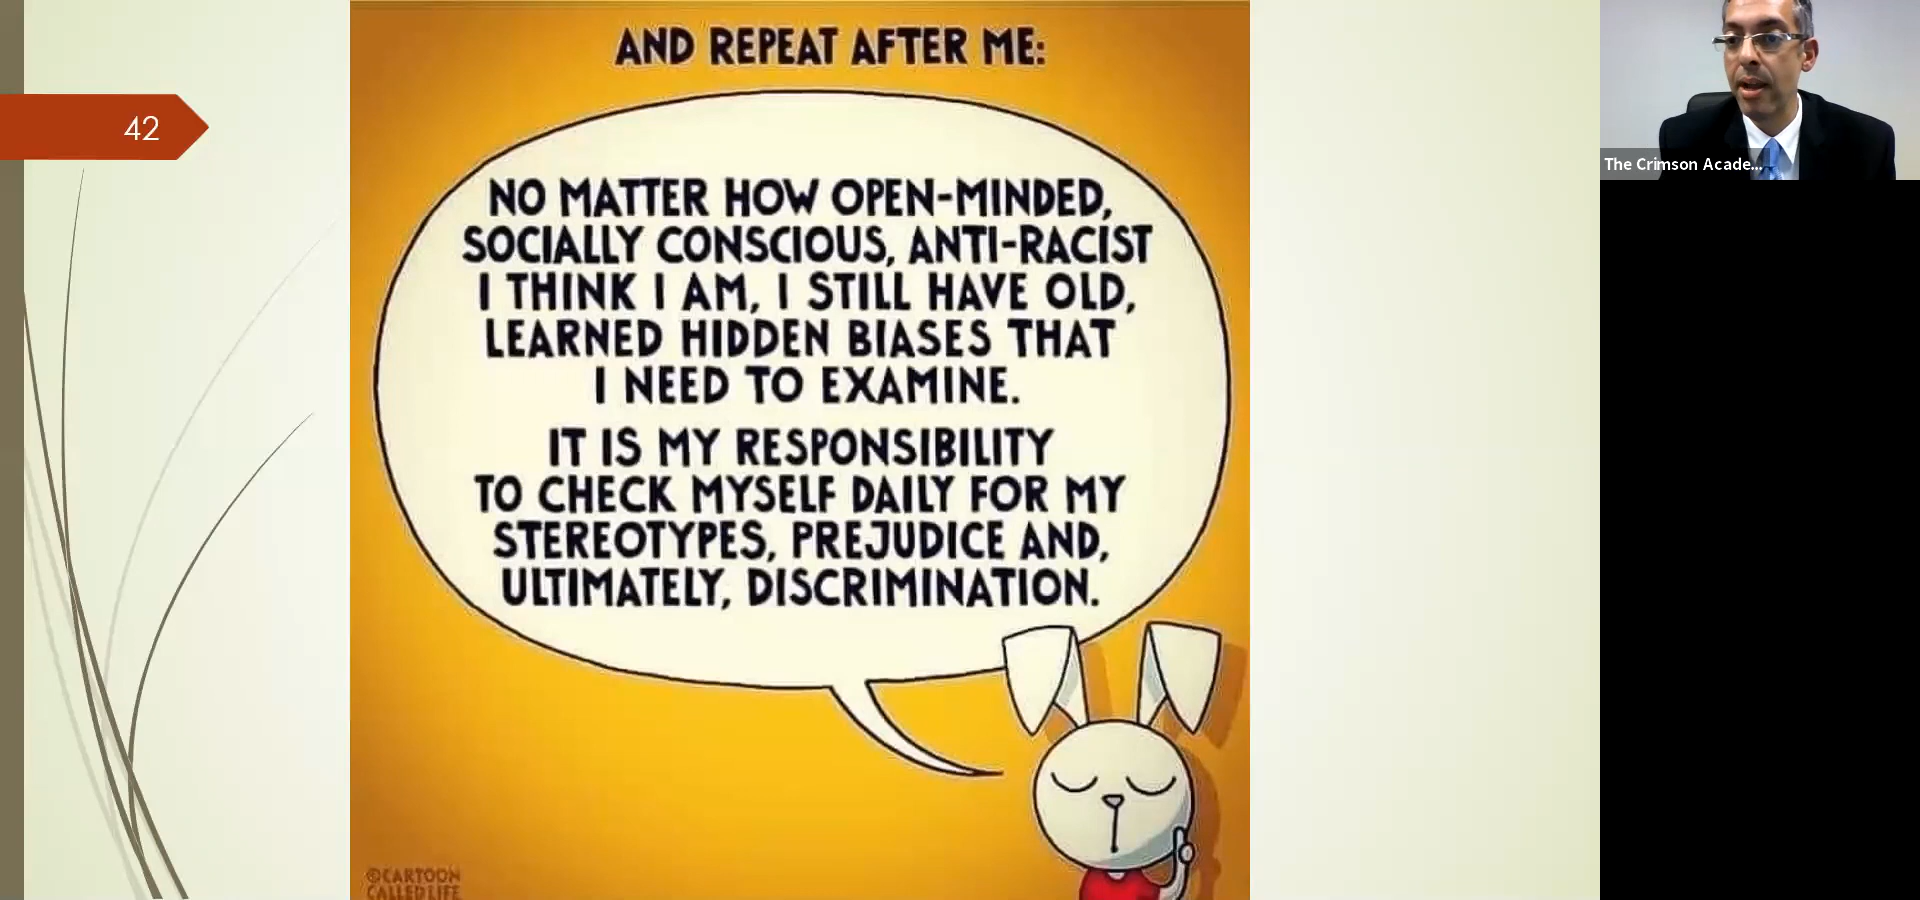 42
AND REPEAT AFTER ME:
NO MATTER HOW OPEN-MINDED,
SOCIALLY CONSCIOUS, ANTI-RACIST
I THINK I AM, I STILL HAVE OLD,
LEARNED HIDDEN BIASES THAT
I NEED TO EXAMINE.
IT IS MY RESPONSIBILITY
TO CHECK MYSELF DAILY FOR MY
STEREOTYPES, PREJUDICE AND,
ULTIMATELY, DISCRIMINATION.
©CARTOON
CALLED LIFE
The Crimson Acade...